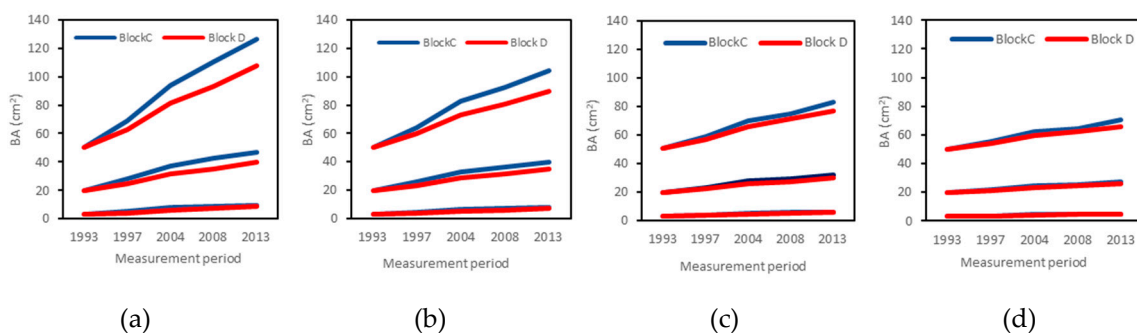 140
120
100
80
60
40
20
0
BA (cm²)
BlockC Block D
1993 1997 2004 2008 2013
Measurement period
(a)
140
120
100
80
60
40
20
0
BA (cm²)
BlockC Block D
1993 1997 2004 2008 2013
Measurement period
(b)
140
120
100
80
60
40
20
0
BA (cm²)
BlockC Block D
1993 1997 2004 2008 2013
Measurement period
(c)
140
120
100
80
60
40
20
0
BA (cm²)
BlockC Block D
1993 1997 2004 2008 2013
Measurement period
(d)